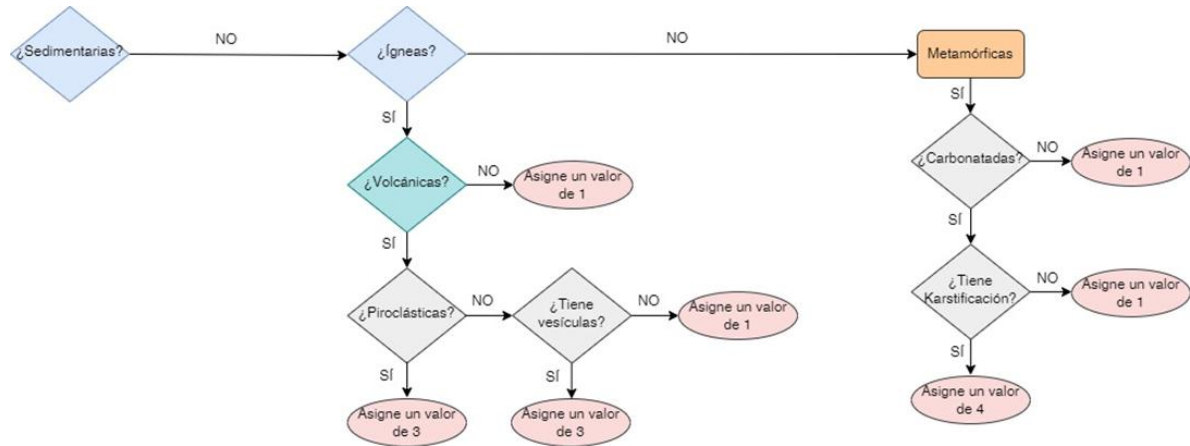 ¿Sedimentarias?
NO
¿Ígneas?
NO
Metamórficas
SÍ
SÍ
¿Volcánicas?
NO
Asigne un valor
de 1
¿Carbonatadas?
NO
Asigne un valor
de 1
SÍ
SÍ
¿Piroclásticas?
NO
¿Tiene
vesículas?
NO
Asigne un valor
de 1
¿Tiene
Karstificación?
NO
Asigne un valor
de 1
SÍ
SÍ
SÍ
Asigne un valor
de 3
Asigne un valor
de 3
Asigne un valor
de 4